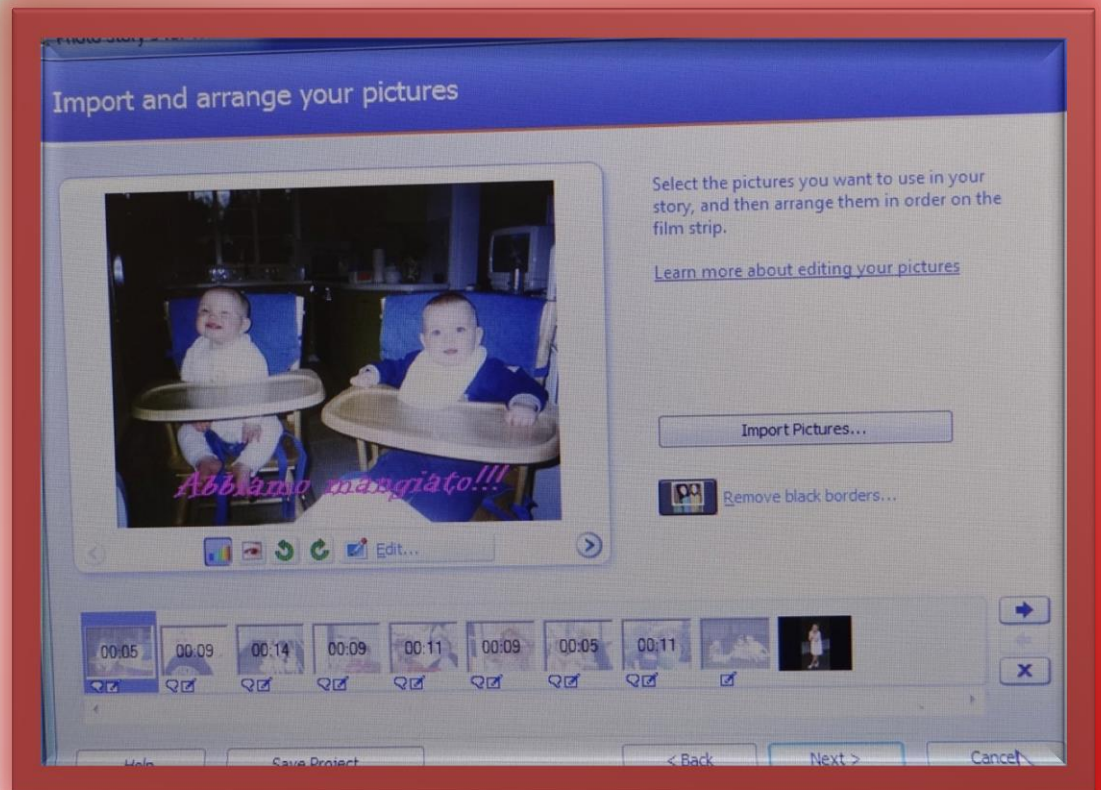 Import and arrange your pictures
Select the pictures you want to use in your
story, and then arrange them in order on the
film strip.
Learn more about editing your pictures
Import Pictures...
Remove black borders...
Abbiamo mangiato!!!
Edit...
00:05 00:09 00:14 00:09 00:11 00:09 00:05 00:11
Help Save Project < Back Next > Cancel